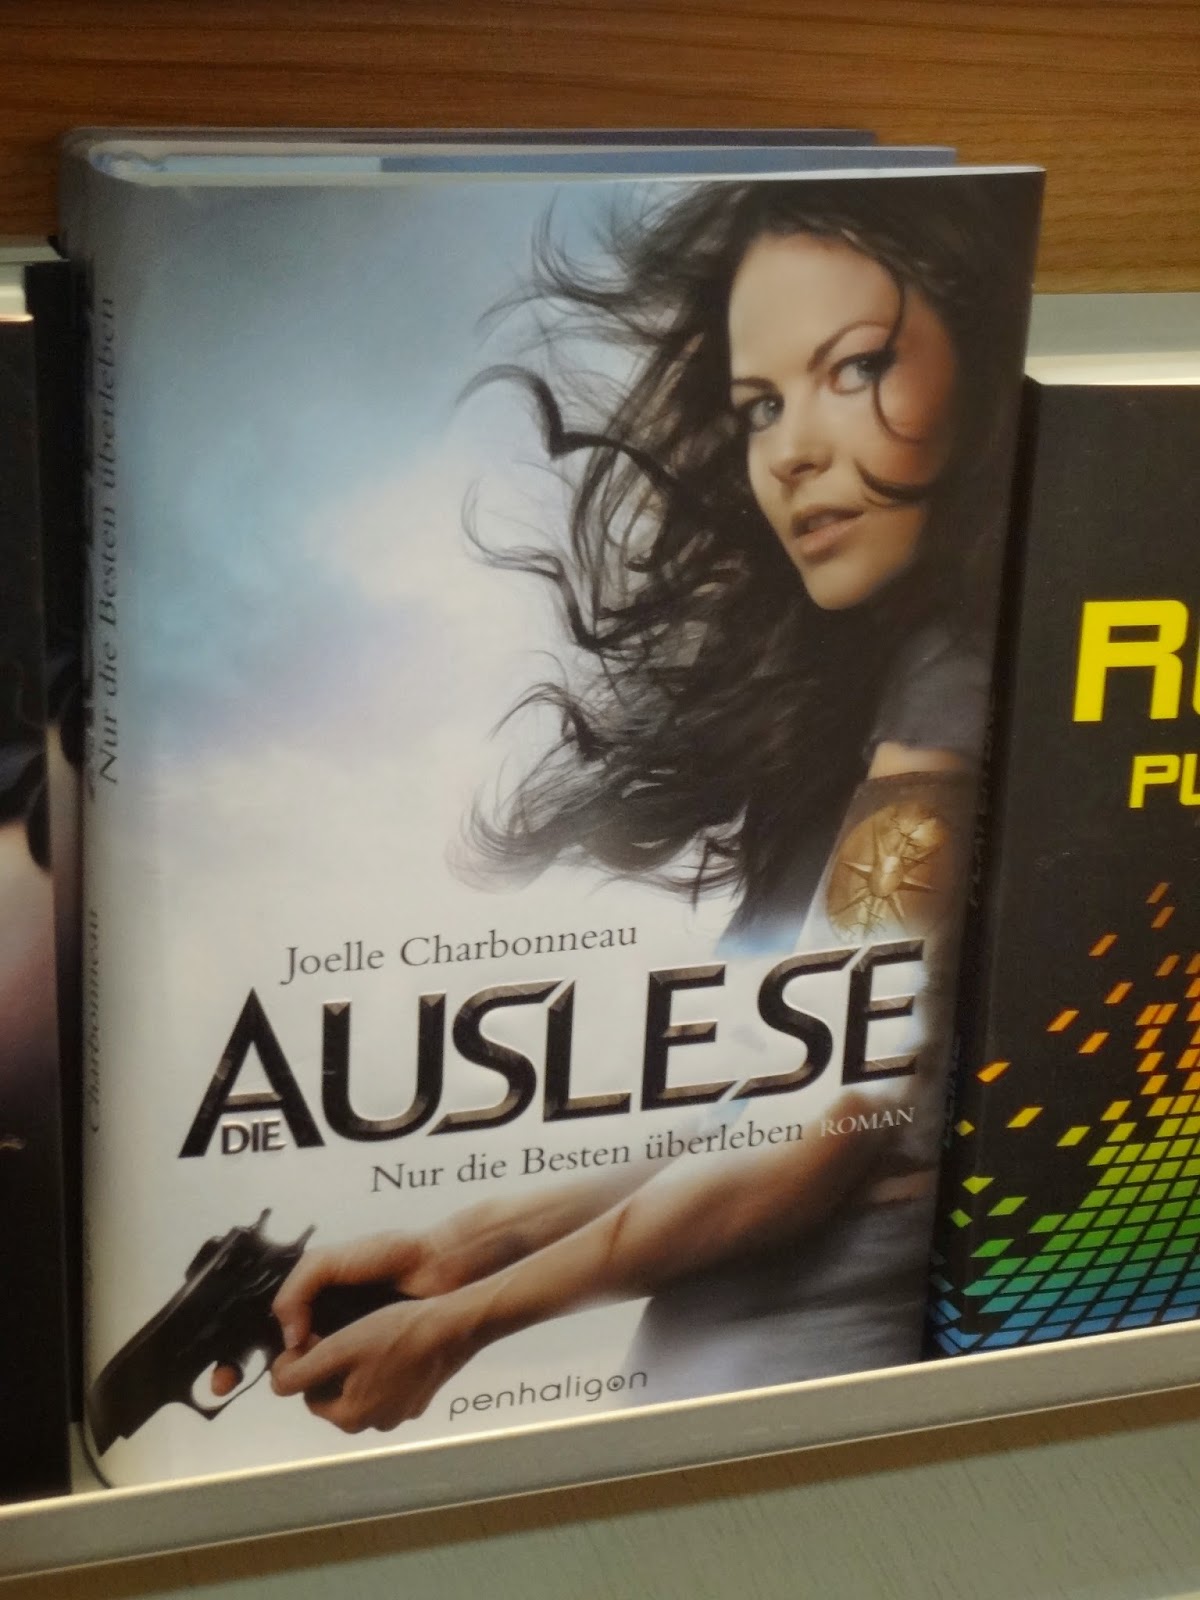 Joelle Charbonneau
DIE AUSLESE
Nur die Besten überleben ROMAN
penhaligon
Nur die Besten überleben
Charbonneau